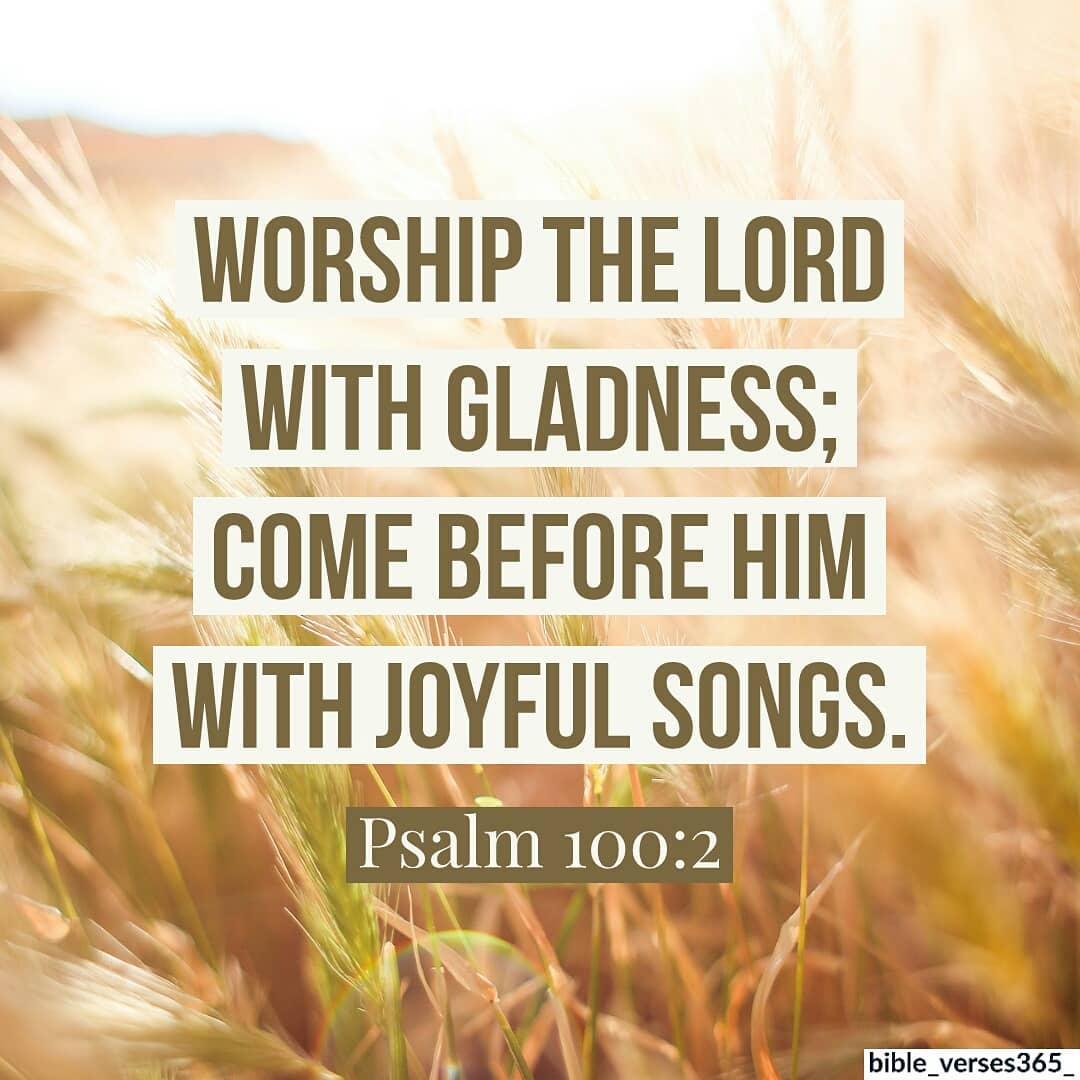 WORSHIP THE LORD
WITH GLADNESS;
COME BEFORE HIM
WITH JOYFUL SONGS.
Psalm 100:2
bible_verses365_